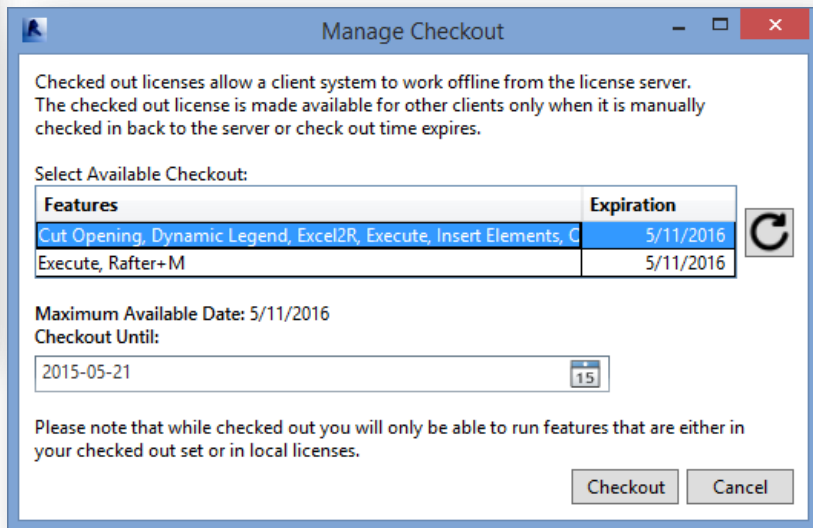 Manage Checkout
Checked out licenses allow a client system to work offline from the license server.
The checked out license is made available for other clients only when it is manually
checked in back to the server or check out time expires.
Select Available Checkout:
Features Expiration
Cut Opening, Dynamic Legend, Excel2R, Execute, Insert Elements, C 5/11/2016
Execute, Rafter+M 5/11/2016
Maximum Available Date: 5/11/2016
Checkout Until:
2015-05-21 15
Please note that while checked out you will only be able to run features that are either in
your checked out set or in local licenses.
Checkout Cancel